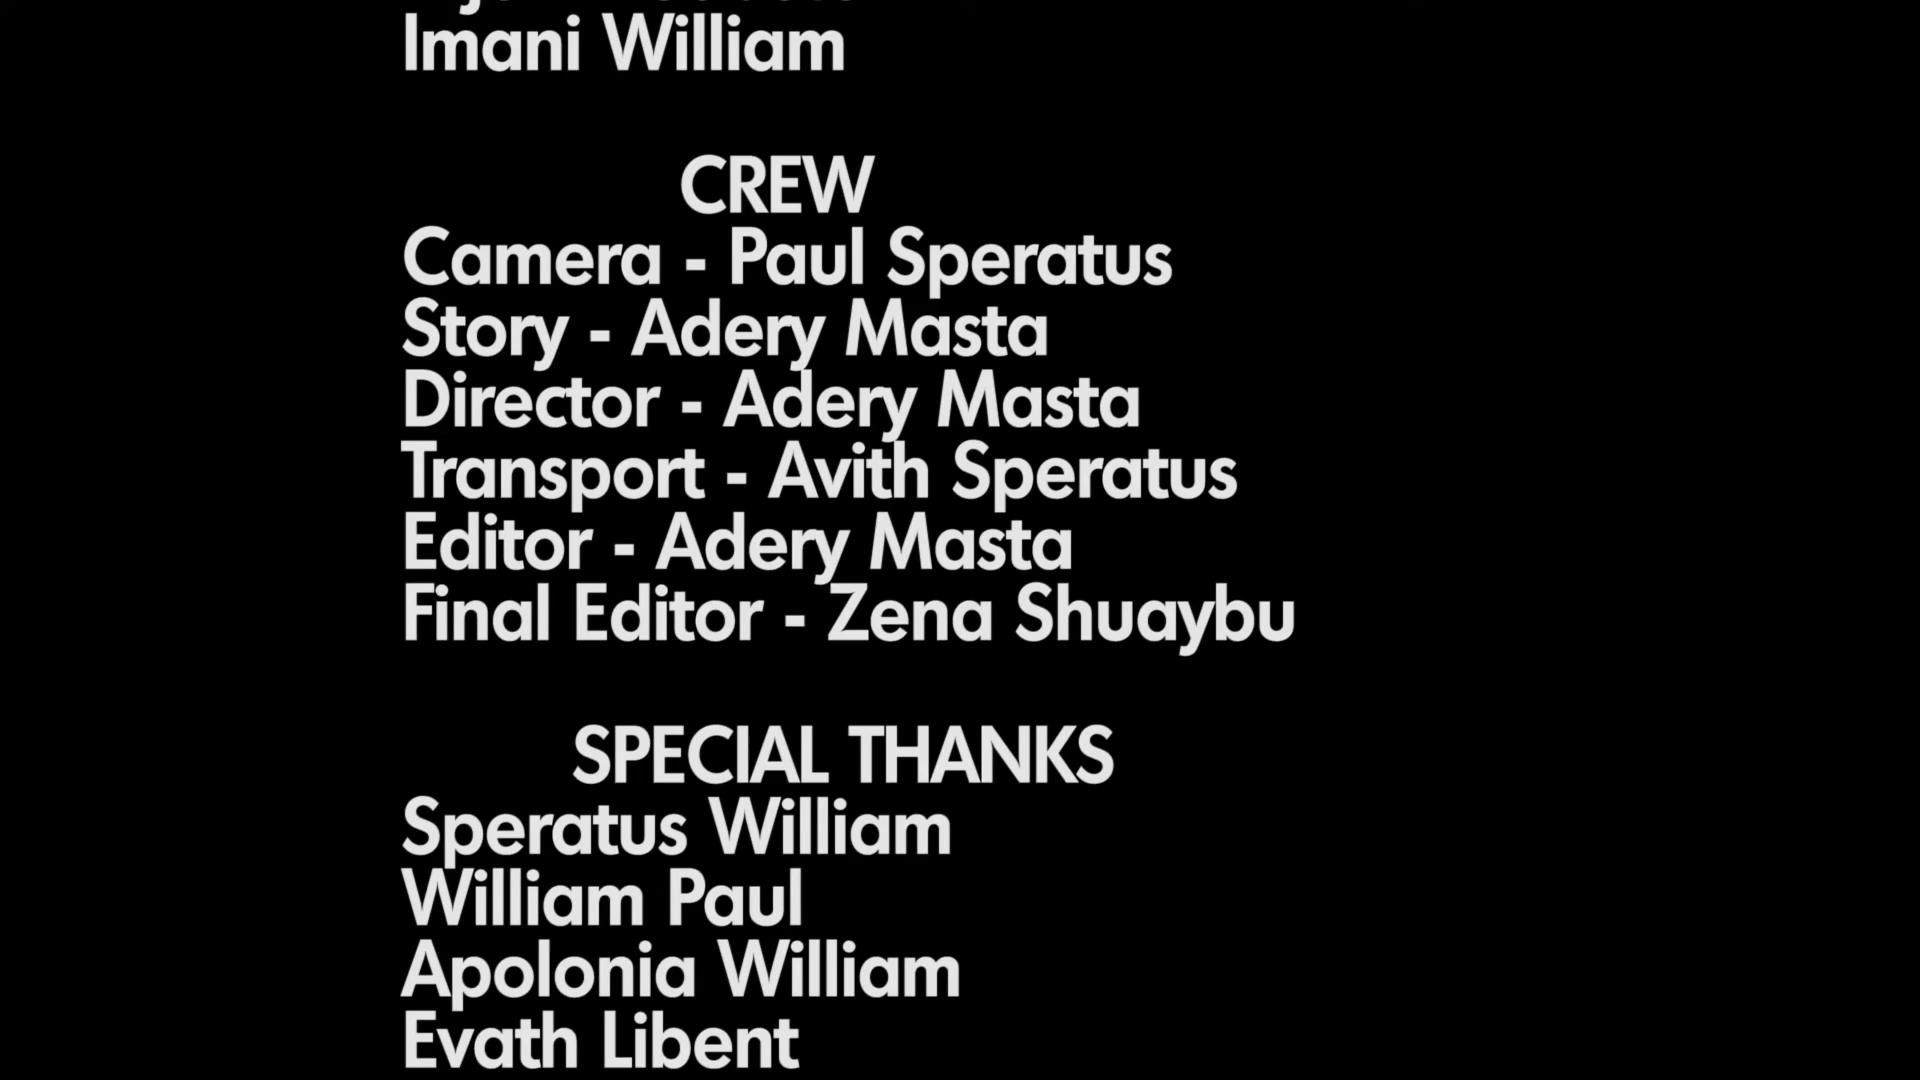 Imani William
CREW
Camera - Paul Speratus
Story - Adery Masta
Director - Adery Masta
Transport - Avith Speratus
Editor - Adery Masta
Final Editor - Zena Shuaybu
SPECIAL THANKS
Speratus William
William Paul
Apolonia William
Evath Libent